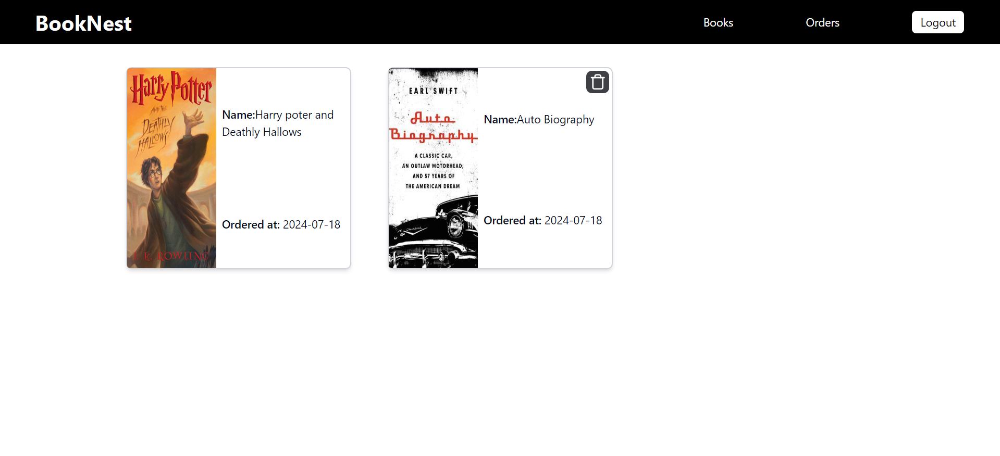 BookNest
Books
Orders
Logout
Harry Potter
AND THE
DEATHLY
HALLOWS
J. K. ROWLING
Name:Harry poter and
Deathly Hallows
Ordered at: 2024-07-18
EARL SWIFT
Auto
Biography
A CLASSIC CAR,
AN OUTLAW MOTORHEAD,
AND 57 YEARS OF
THE AMERICAN DREAM
Chevrolet
Name:Auto Biography
Ordered at: 2024-07-18